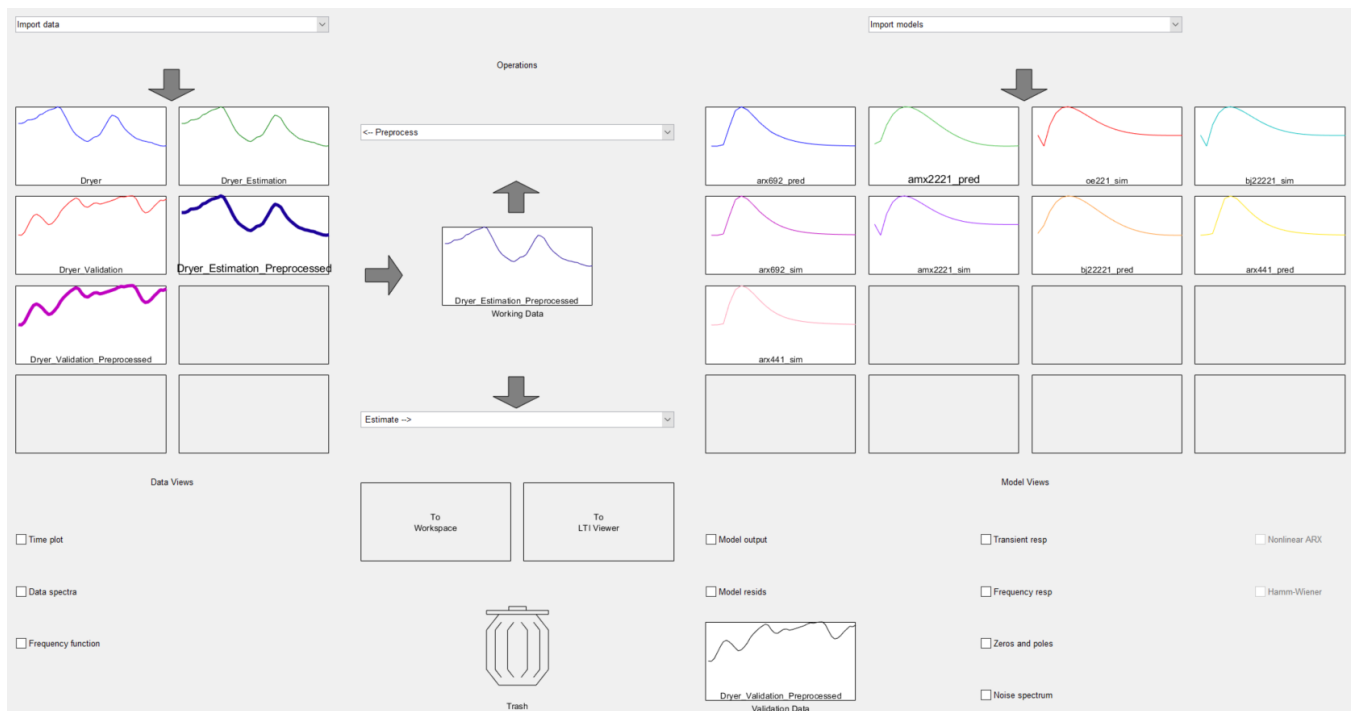 Import data
Import models
Operations
<-- Preprocess
Dryer
Dryer_Estimation
arx692_pred
amx2221_pred
oe221_sim
bj22221_sim
Dryer_Validation
Dryer_Estimation_Preprocessed
arx692_sim
amx2221_sim
bj22221_pred
arx441_pred
Dryer_Estimation_Preprocessed
Working Data
Dryer_Validation_Preprocessed
arx441_sim
Estimate -->
Data Views
Model Views
To
Workspace
To
LTI Viewer
Time plot
Model output
Transient resp
Nonlinear ARX
Data spectra
Model resids
Frequency resp
Hamm-Wiener
Frequency function
Zeros and poles
Dryer_Validation_Preprocessed
Noise spectrum
Trash
Validation Data